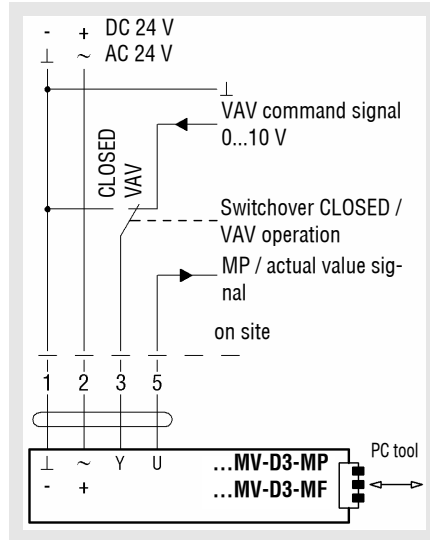 - + DC 24 V
⊥ ~ AC 24 V
⊥
VAV command signal
0...10 V
CLOSED
VAV
Switchover CLOSED /
VAV operation
MP / actual value sig-
nal
on site
1 2 3 5
⊥ ~ Y U ...MV-D3-MP
- + ...MV-D3-MF
PC tool